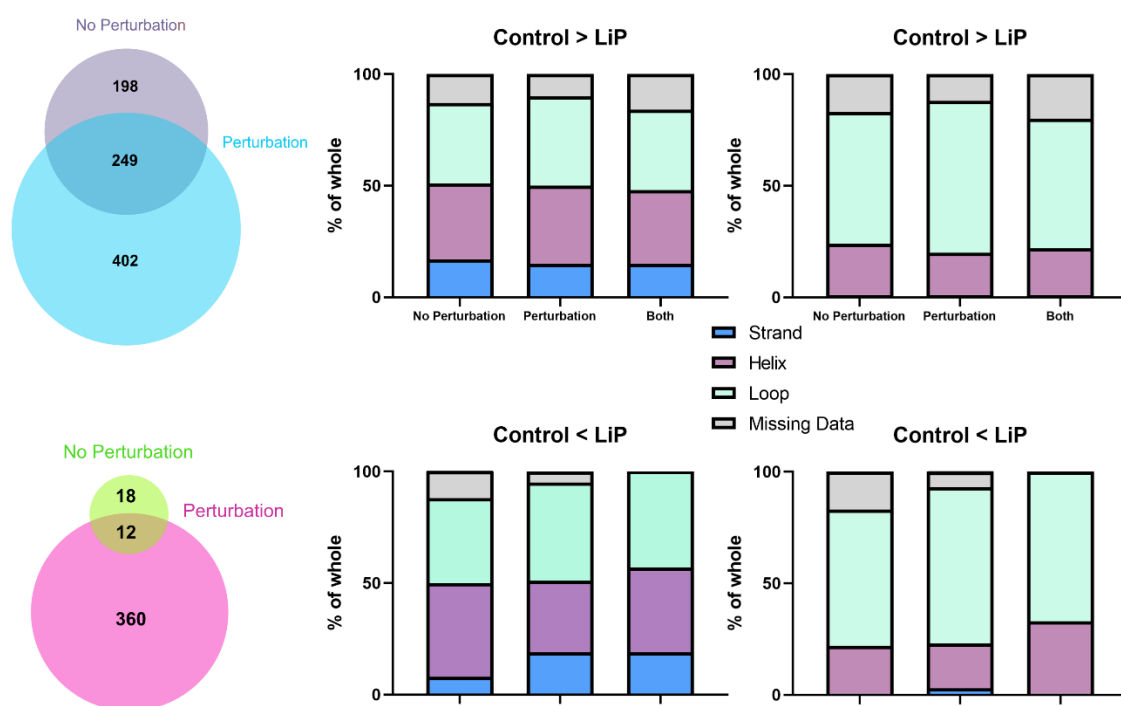 No Perturbation
198
Perturbation
249
402
Control > LiP
100
50
0
% of whole
No Perturbation Perturbation Both
Control > LiP
100
50
0
% of whole
No Perturbation Perturbation Both
Strand
Helix
Loop
Missing Data
No Perturbation
18
Perturbation
12
360
Control < LiP
100
50
0
% of whole
Control < LiP
100
50
0
% of whole